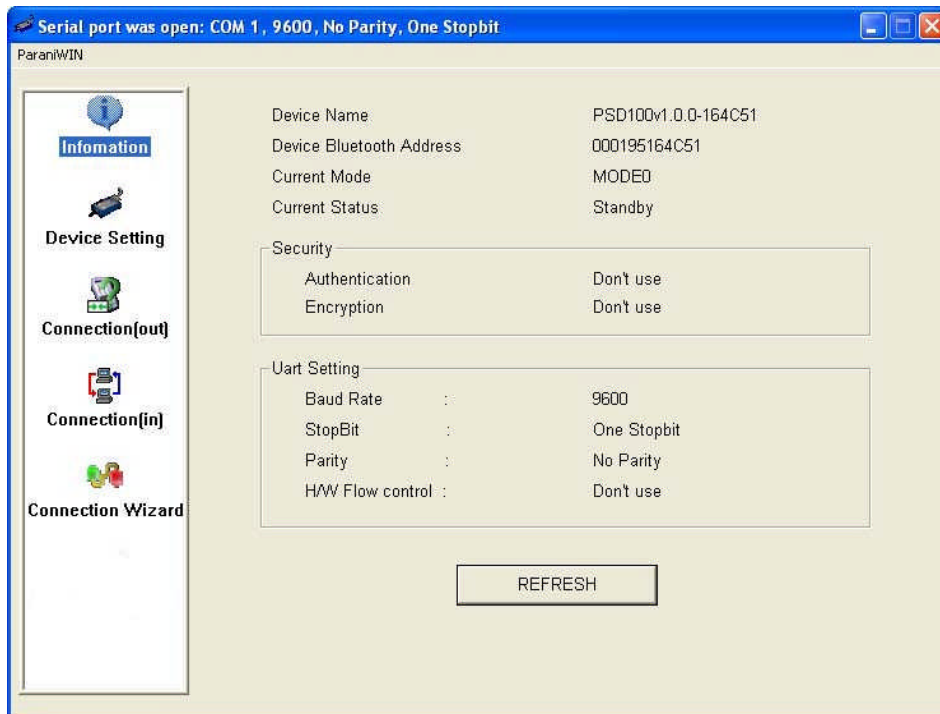 Serial port was open: COM 1, 9600, No Parity, One Stopbit
ParaniWIN
Infomation
Device Setting
Connection(out)
Connection(in)
Connection Wizard
Device Name PSD100v1.0.0-164C51
Device Bluetooth Address 000195164C51
Current Mode MODE0
Current Status Standby
Security
Authentication Don't use
Encryption Don't use
Uart Setting
Baud Rate : 9600
StopBit : One Stopbit
Parity : No Parity
H/W Flow control : Don't use
REFRESH